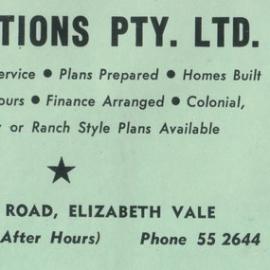 TIONS PTY. LTD.
ervice ● Plans Prepared ● Homes Built
ours ● Finance Arranged ● Colonial,
or Ranch Style Plans Available
★
ROAD, ELIZABETH VALE
After Hours) Phone 55 2644